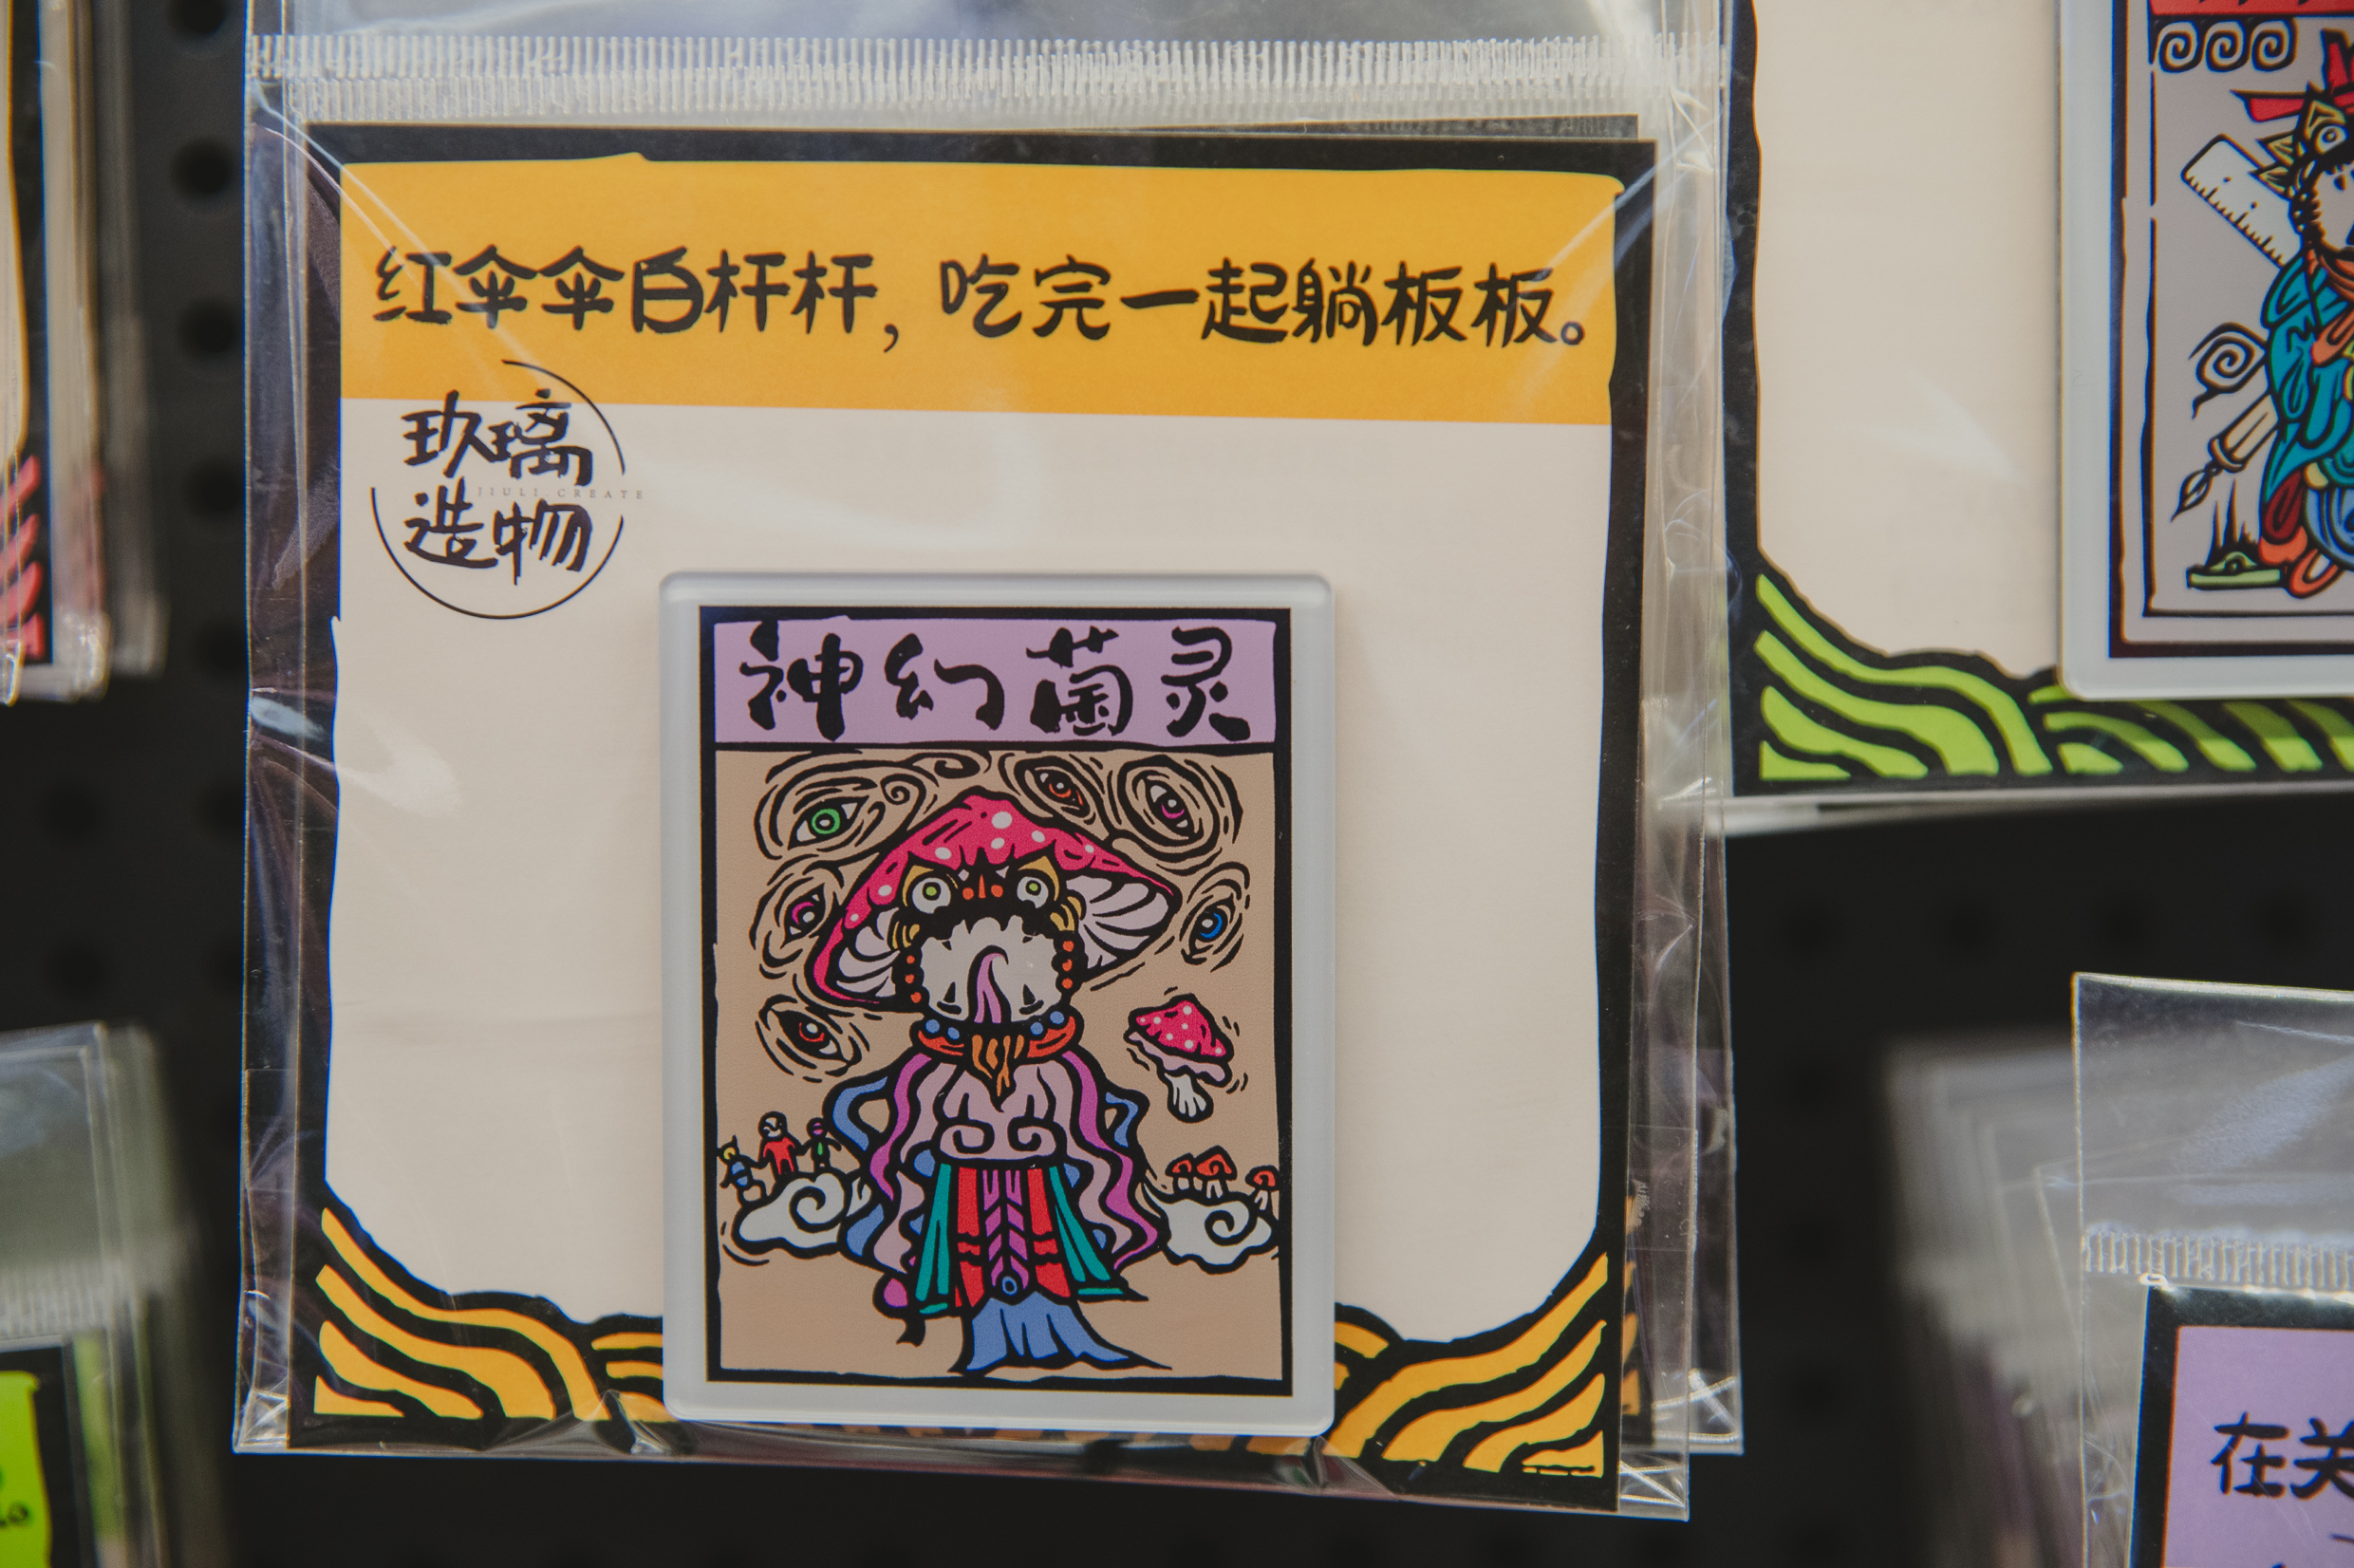 红伞伞白杆杆，吃完一起躺板板。
玖璃
JIULI.CREATE
造物
神幻菌灵
在关